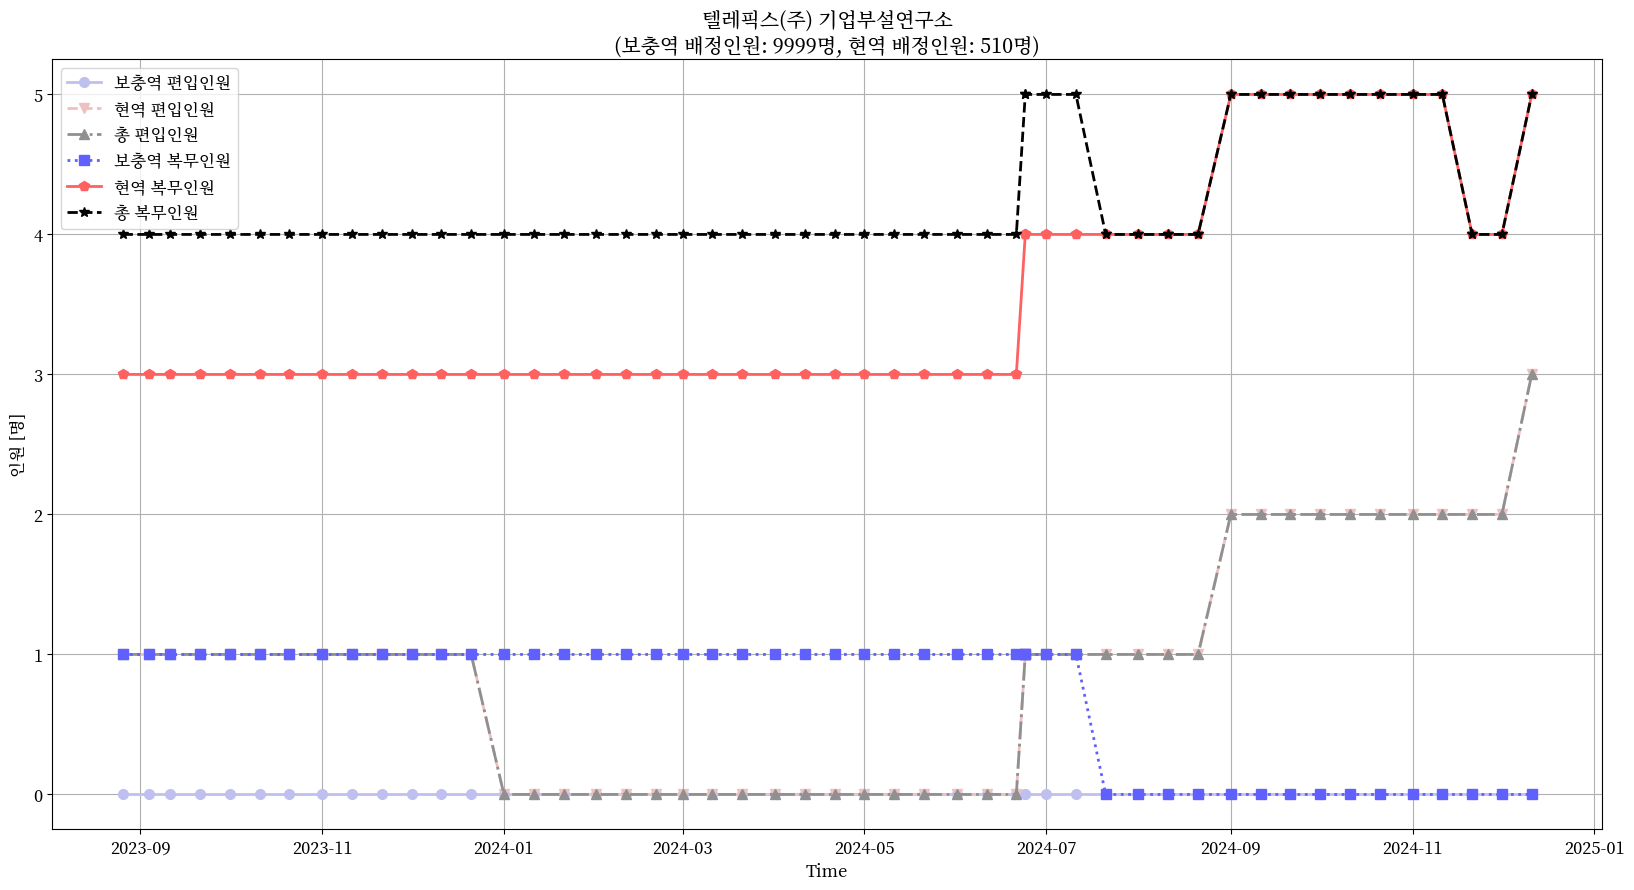 텔레픽스(주) 기업부설연구소
(보충역 배정인원: 9999명, 현역 배정인원: 510명)
보충역 편입인원
현역 편입인원
총 편입인원
보충역 복무인원
현역 복무인원
총 복무인원
인원 [명]
5
4
3
2
1
0
2023-09
2023-11
2024-01
2024-03
2024-05
2024-07
2024-09
2024-11
2025-01
Time